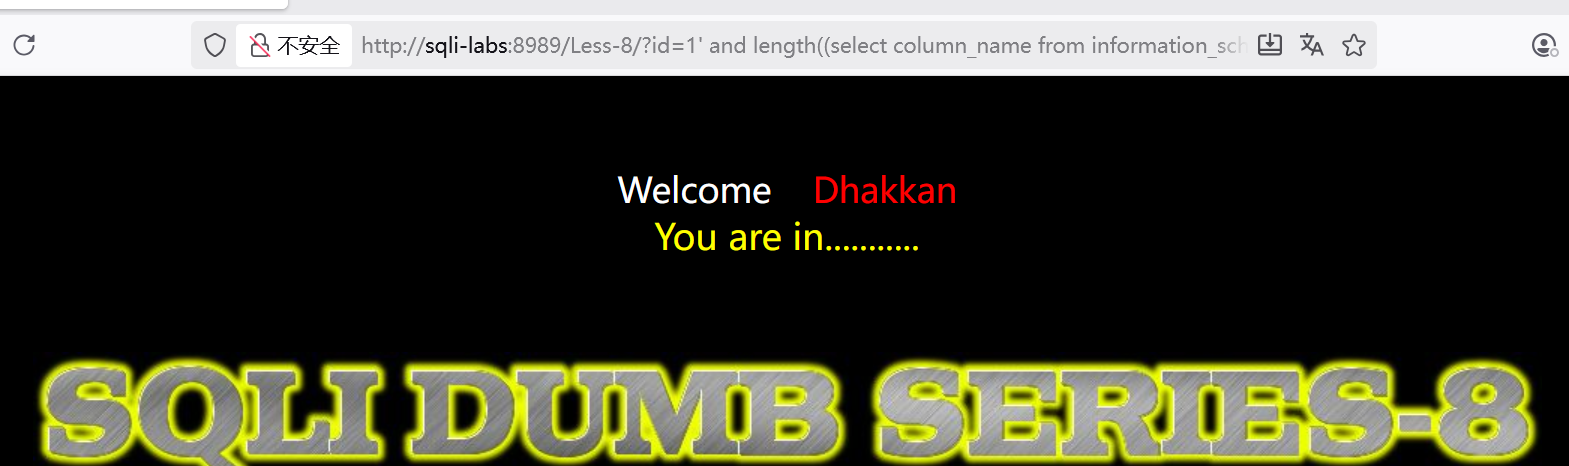 不安全 http://sqli-labs:8989/Less-8/?id=1' and length((select column_name from information_sch
Welcome Dhakkan
You are in...........
SQLI DUMB SERIES-8